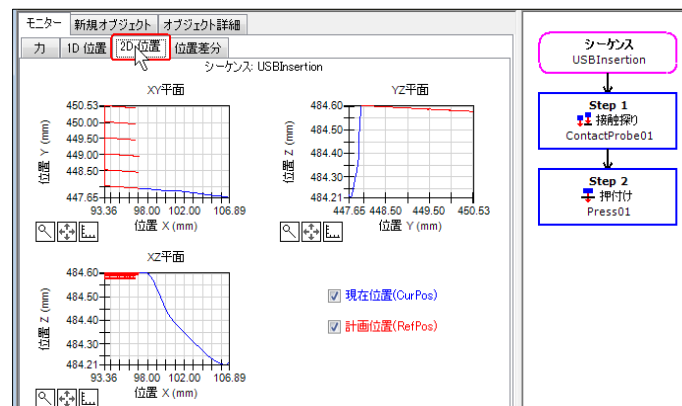 モニター 新規オブジェクト オブジェクト詳細
力 1D 位置 2D 位置 位置差分
シーケンス: USBInsertion
XY平面
450.53
450.00
449.50
449.00
448.50
447.65
位置 Y (mm)
93.36 98.00 102.00 106.89
位置 X (mm)
YZ平面
484.60
484.50
484.40
484.30
484.21
位置 Z (mm)
447.65 448.50 449.50 450.53
位置 Y (mm)
XZ平面
484.60
484.50
484.40
484.30
484.21
位置 Z (mm)
93.36 98.00 102.00 106.89
位置 X (mm)
現在位置(CurPos)
計画位置(RefPos)
シーケンス
USBInsertion
Step 1
接触探り
ContactProbe01
Step 2
押付け
Press01